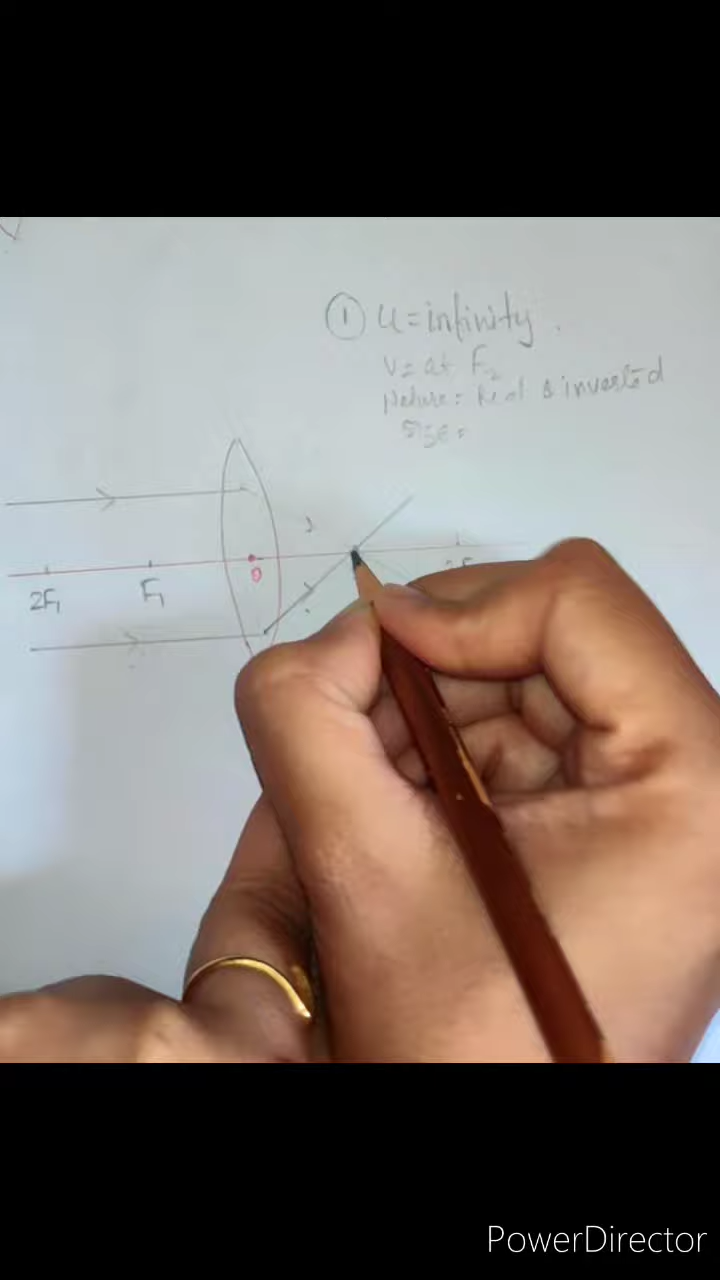 ① u = infinity.
V = at F₂
Nature = Real & inverted
Size =
O
2F₁ F₁
PowerDirector